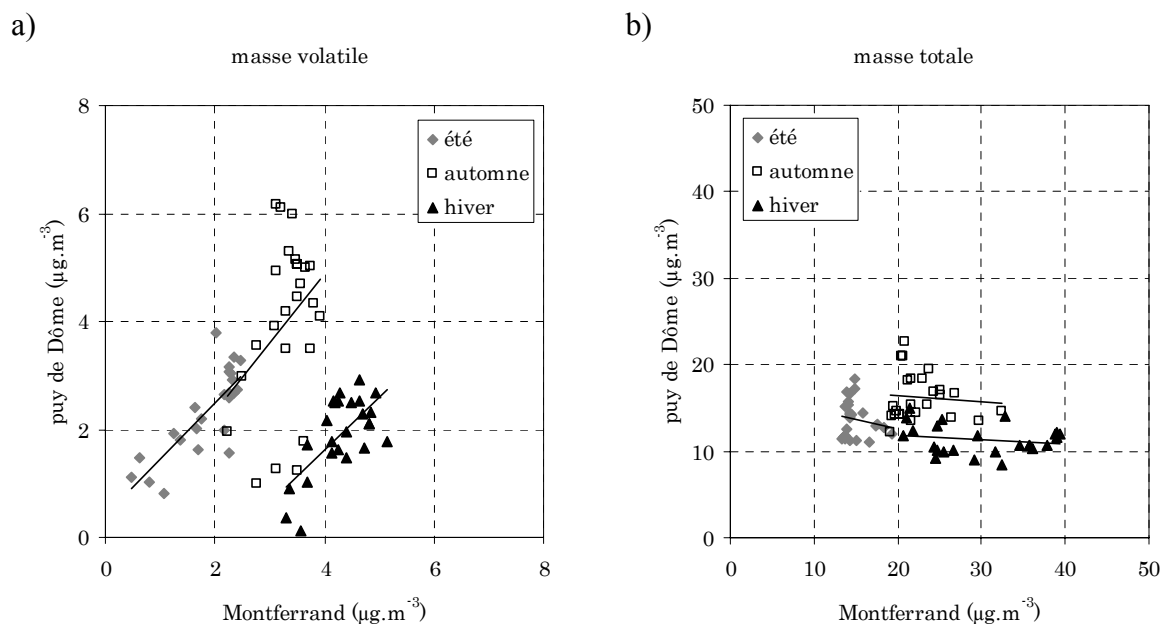 a)
masse volatile
8
6
4
2
0
puy de Dôme (µg.m-3)
été
automne
hiver
0 2 4 6 8
Montferrand (µg.m-3)
b)
masse totale
50
40
30
20
10
0
puy de Dôme (µg.m-3)
été
automne
hiver
0 10 20 30 40 50
Montferrand (µg.m-3)